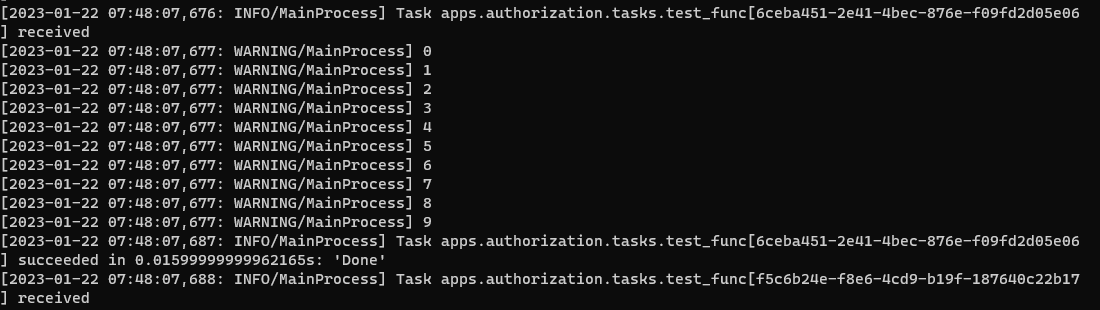 [2023-01-22 07:48:07,676: INFO/MainProcess] Task apps.authorization.tasks.test_func[6ceba451-2e41-4bec-876e-f09fd2d05e06
] received
[2023-01-22 07:48:07,677: WARNING/MainProcess] 0
[2023-01-22 07:48:07,677: WARNING/MainProcess] 1
[2023-01-22 07:48:07,677: WARNING/MainProcess] 2
[2023-01-22 07:48:07,677: WARNING/MainProcess] 3
[2023-01-22 07:48:07,677: WARNING/MainProcess] 4
[2023-01-22 07:48:07,677: WARNING/MainProcess] 5
[2023-01-22 07:48:07,677: WARNING/MainProcess] 6
[2023-01-22 07:48:07,677: WARNING/MainProcess] 7
[2023-01-22 07:48:07,677: WARNING/MainProcess] 8
[2023-01-22 07:48:07,677: WARNING/MainProcess] 9
[2023-01-22 07:48:07,687: INFO/MainProcess] Task apps.authorization.tasks.test_func[6ceba451-2e41-4bec-876e-f09fd2d05e06
] succeeded in 0.01599999999962165s: 'Done'
[2023-01-22 07:48:07,688: INFO/MainProcess] Task apps.authorization.tasks.test_func[f5c6b24e-f8e6-4cd9-b19f-187640c22b17
] received